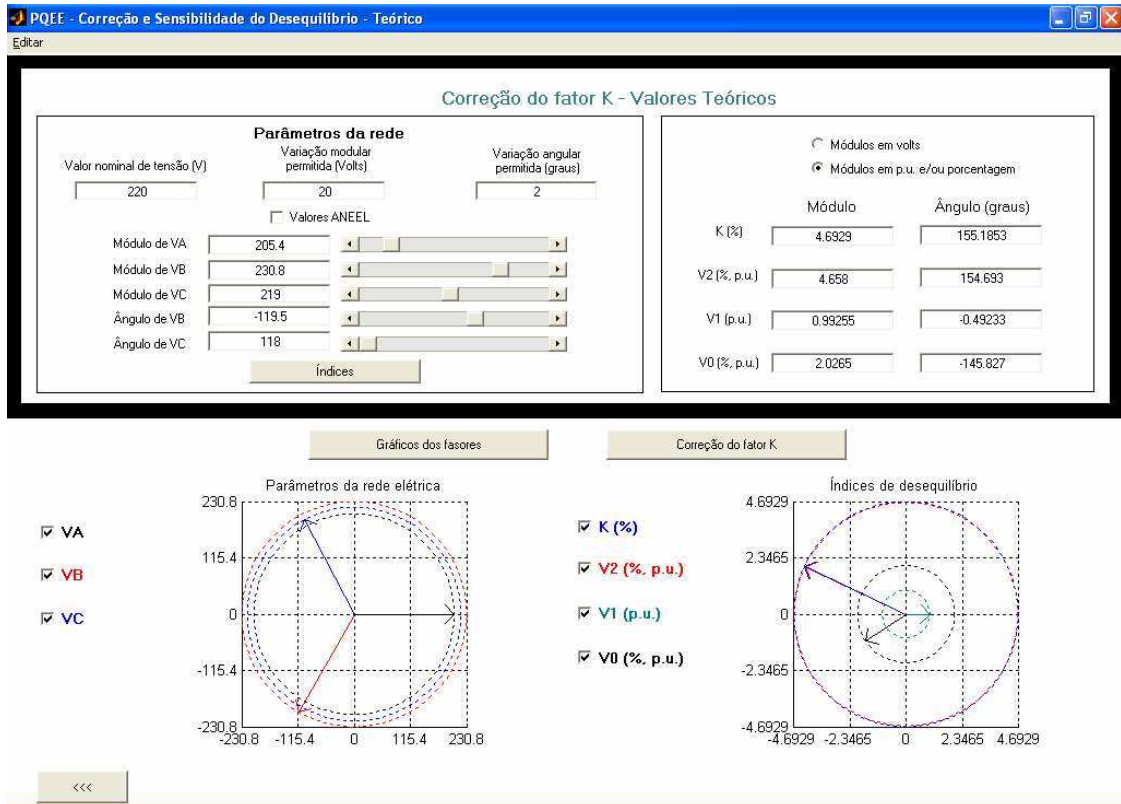 PQEE - Correção e Sensibilidade do Desequilibrio - Teórico
Editar
Correção do fator K - Valores Teóricos
Parâmetros da rede
Valor nominal de tensão (V)
Variação modular
permitida (Volts)
Variação angular
permitida (graus)
220
20
2
Valores ANEEL
Módulo de VA 205.4
Módulo de VB 230.8
Módulo de VC 219
Ângulo de VB -119.5
Ângulo de VC 118
Índices
Módulos em volts
Módulos em p.u. e/ou porcentagem
Módulo Ângulo (graus)
K (%) 4.6929 155.1853
V2 (%, p.u.) 4.658 154.693
V1 (p.u.) 0.99255 -0.49233
V0 (%, p.u.) 2.0265 -145.827
Gráficos dos fasores
Correção do fator K
VA
VB
VC
Parâmetros da rede elétrica
230.8
115.4
0
-115.4
-230.8
-230.8 -115.4 0 115.4 230.8
K (%)
V2 (%, p.u.)
V1 (p.u.)
V0 (%, p.u.)
Índices de desequilíbrio
4.6929
2.3465
0
-2.3465
-4.6929
-4.6929 -2.3465 0 2.3465 4.6929
<<<